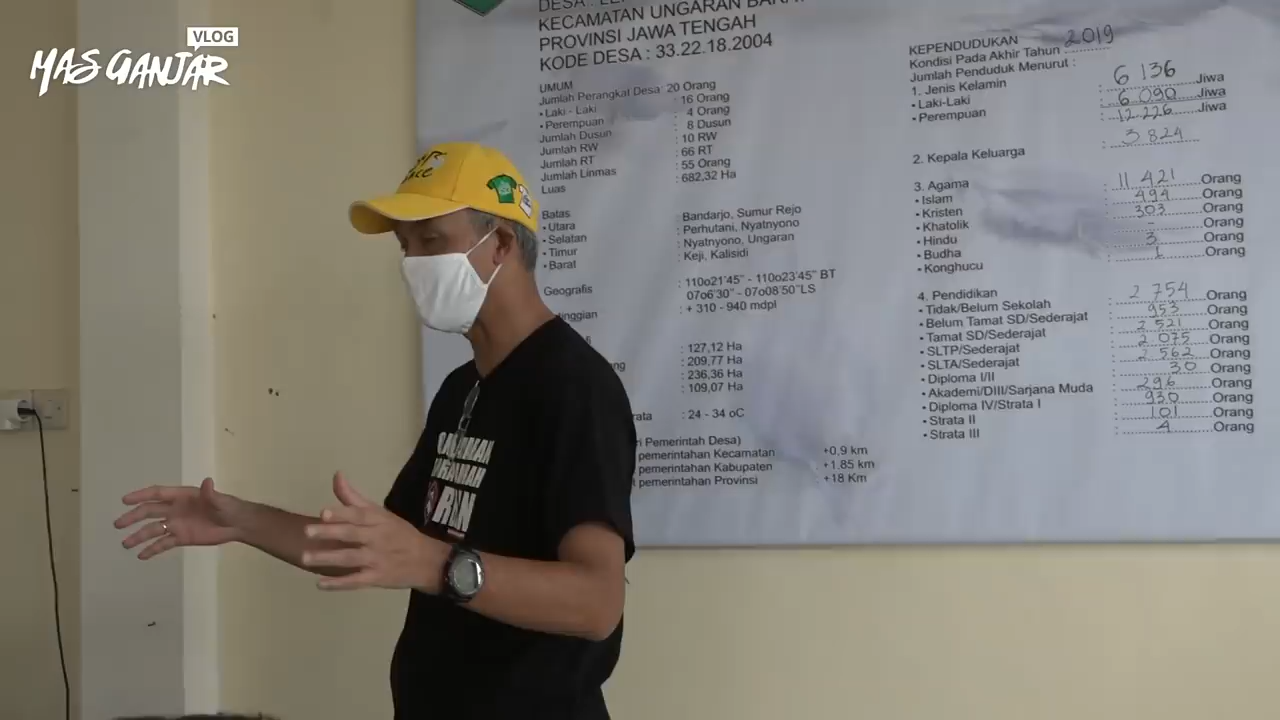 VLOG
MAS GANJAR
DESA :
KECAMATAN UNGARAN BARAT
PROVINSI JAWA TENGAH
KODE DESA : 33.22.18.2004
UMUM
Jumlah Perangkat Desa : 20 Orang
• Laki - Laki : 16 Orang
• Perempuan : 4 Orang
Jumlah Dusun : 8 Dusun
Jumlah RW : 10 RW
Jumlah RT : 66 RT
Jumlah Linmas : 55 Orang
Luas : 682,32 Ha
Batas
• Utara : Bandarjo, Sumur Rejo
• Selatan : Perhutani, Nyatnyono
• Timur : Nyatnyono, Ungaran
• Barat : Keji, Kalisidi
Geografis : 110o21'45" - 110o23'45" BT
07o6'30" - 07o08'50"LS
: + 310 - 940 mdpl
: 127,12 Ha
: 209,77 Ha
: 236,36 Ha
: 109,07 Ha
: 24 - 34 oC
Pemerintah Desa)
pemerintahan Kecamatan +0,9 km
pemerintahan Kabupaten : +1.85 km
pemerintahan Provinsi : +18 Km
KEPENDUDUKAN
Kondisi Pada Akhir Tahun 2019
Jumlah Penduduk Menurut :
1. Jenis Kelamin
• Laki-Laki : 6 136 Jiwa
• Perempuan : 6 090 Jiwa
: 12 226 Jiwa
2. Kepala Keluarga : 3 824
3. Agama
• Islam : 11 421 Orang
• Kristen : 494 Orang
• Khatolik : 303 Orang
• Hindu : Orang
• Budha : 3 Orang
• Konghucu : 1 Orang
4. Pendidikan
• Tidak/Belum Sekolah : 2 754 Orang
• Belum Tamat SD/Sederajat : 953 Orang
• Tamat SD/Sederajat : 2 521 Orang
• SLTP/Sederajat : 2 075 Orang
• SLTA/Sederajat : 2 562 Orang
• Diploma I/II : 30 Orang
• Akademi/DIII/Sarjana Muda : 296 Orang
• Diploma IV/Strata I : 930 Orang
• Strata II : 101 Orang
• Strata III : 4 Orang